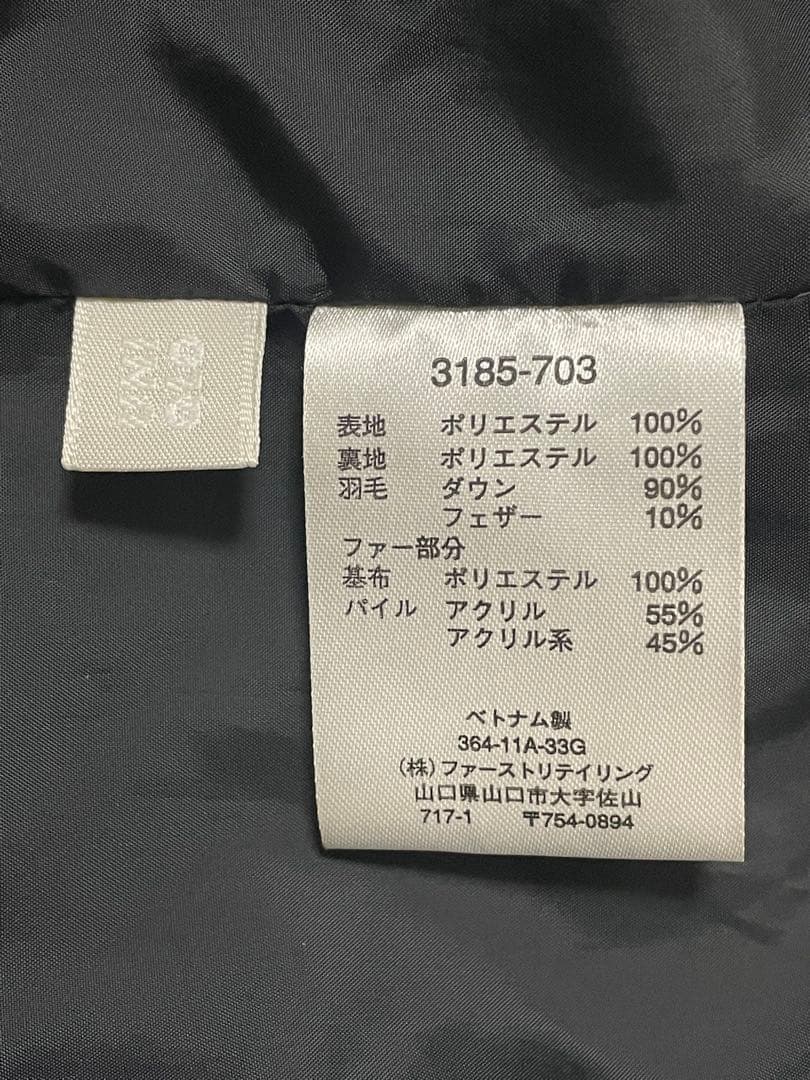 3185-703
表地 ポリエステル 100%
裏地 ポリエステル 100%
羽毛 ダウン 90%
フェザー 10%
ファー部分
基布 ポリエステル 100%
パイル アクリル 55%
アクリル系 45%
ベトナム製
364-11A-33G
(株)ファーストリテイリング
山口県山口市大字佐山
717-1 〒754-0894